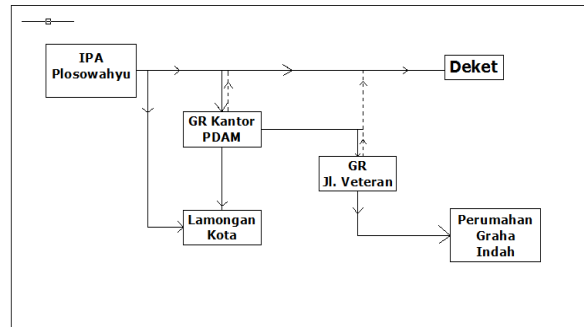 IPA
Plosowahyu
Deket
GR Kantor
PDAM
GR
Jl. Veteran
Lamongan
Kota
Perumahan
Graha
Indah